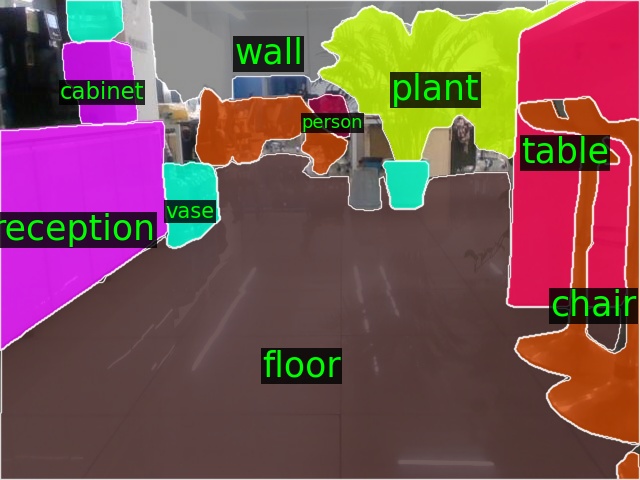 wall
cabinet
plant
person
table
vase
reception
chair
floor